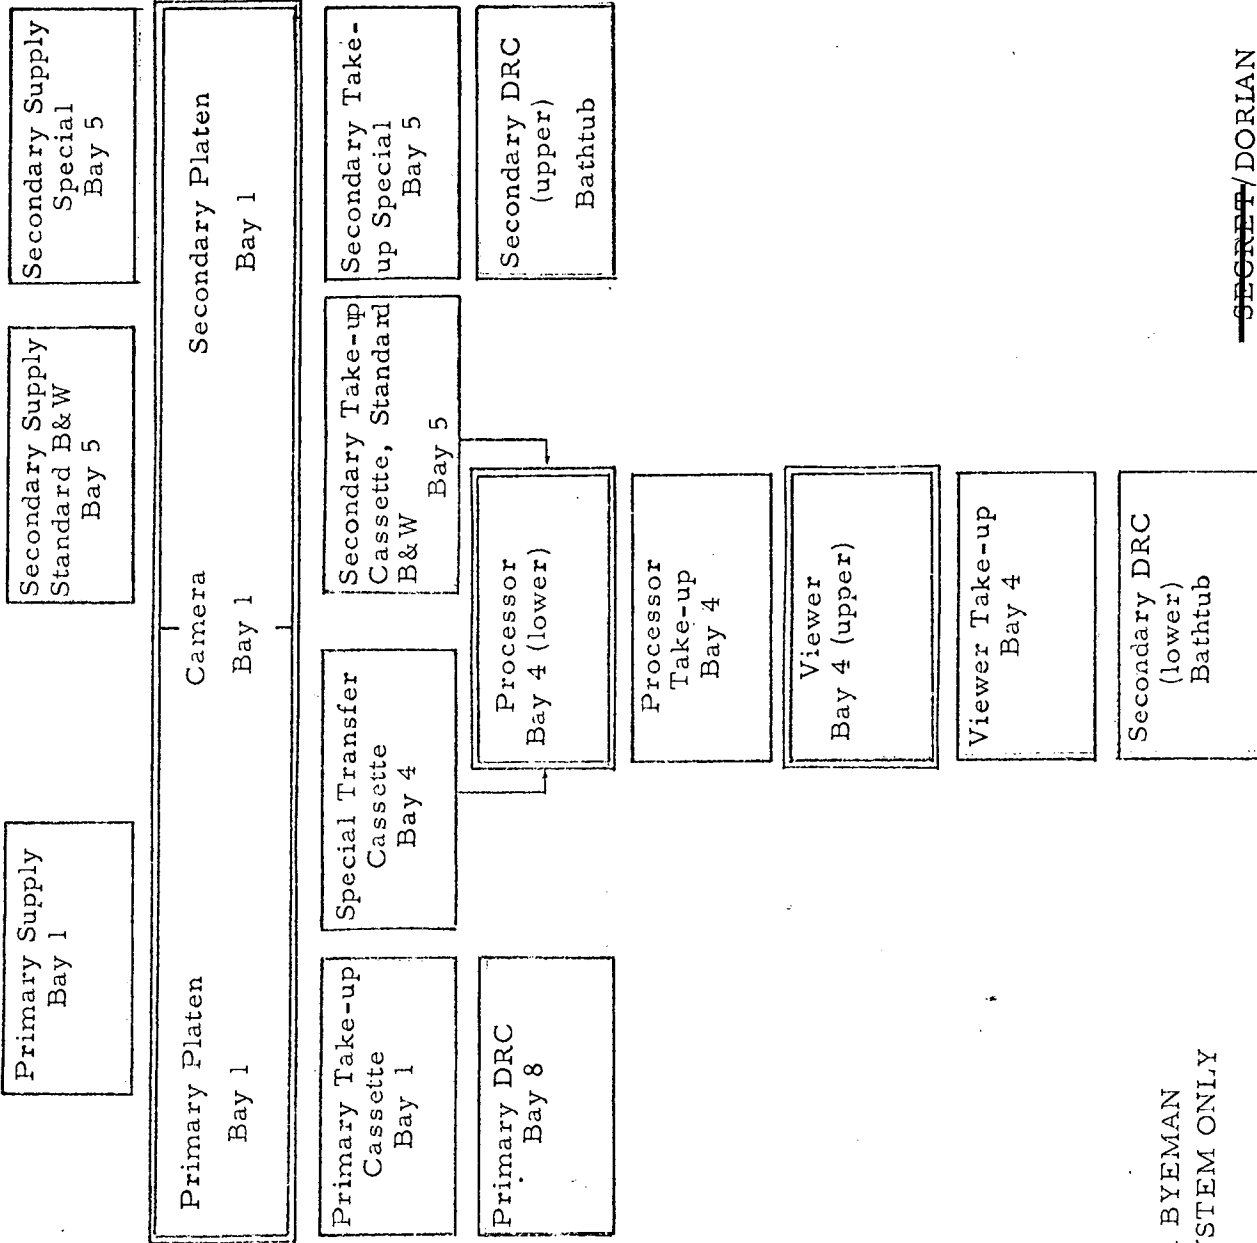 Primary Supply
Bay 1
Secondary Supply
Standard B&W
Bay 5
Secondary Supply
Special
Bay 5
Primary Platen
Bay 1
Camera
Bay 1
Secondary Platen
Bay 1
Primary Take-up
Cassette
Bay 1
Special Transfer
Cassette
Bay 4
Secondary Take-up
Cassette, Standard
B&W
Bay 5
Secondary Take-
up Special
Bay 5
Primary DRC
Bay 8
Processor
Bay 4 (lower)
Secondary DRC
(upper)
Bathtub
Processor
Take-up
Bay 4
Viewer
Bay 4 (upper)
Viewer Take-up
Bay 4
Secondary DRC
(lower)
Bathtub
BYEMAN
STEM ONLY
SECRET/DORIAN